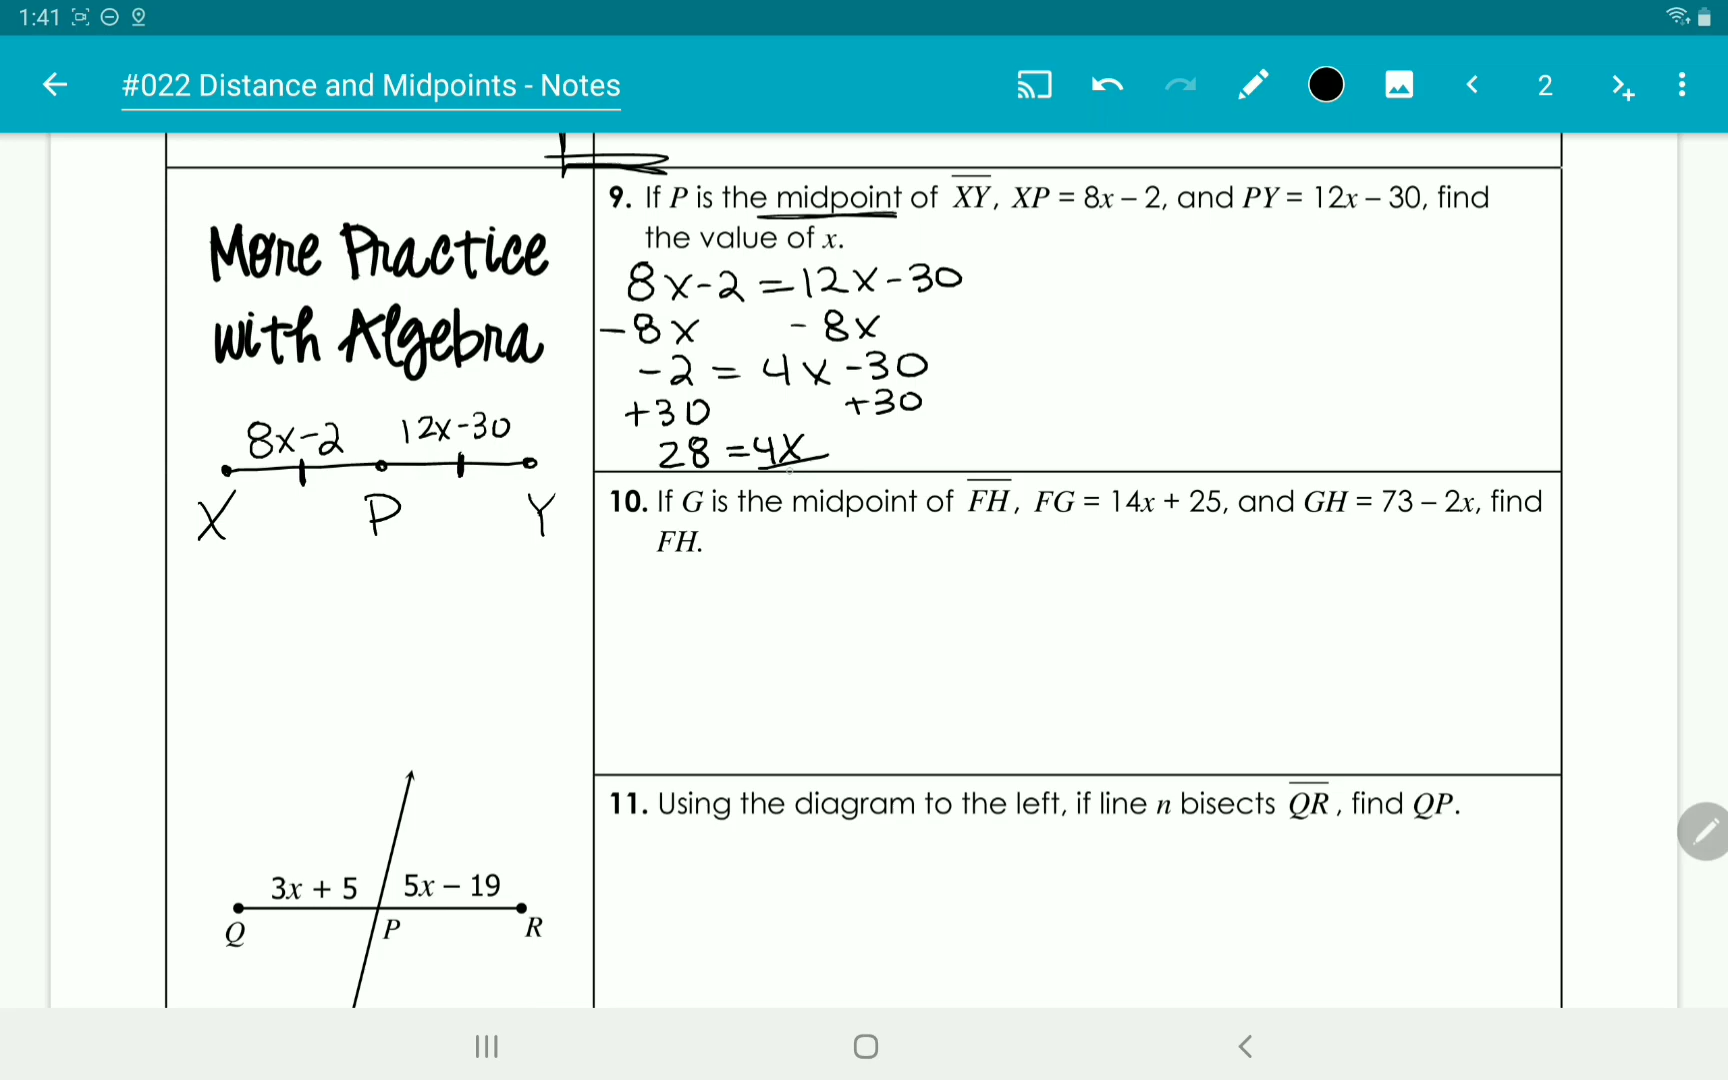 1:41
#022 Distance and Midpoints - Notes
2
More Practice
with Algebra
8x-2 12x-30
X P Y
9. If P is the midpoint of XY, XP = 8x – 2, and PY = 12x – 30, find
the value of x.
8x-2=12x-30
-8x -8x
-2 = 4x-30
+30 +30
28 = 4x
10. If G is the midpoint of FH, FG = 14x + 25, and GH = 73 – 2x, find
FH.
11. Using the diagram to the left, if line n bisects QR, find QP.
3x + 5 5x – 19
Q P R